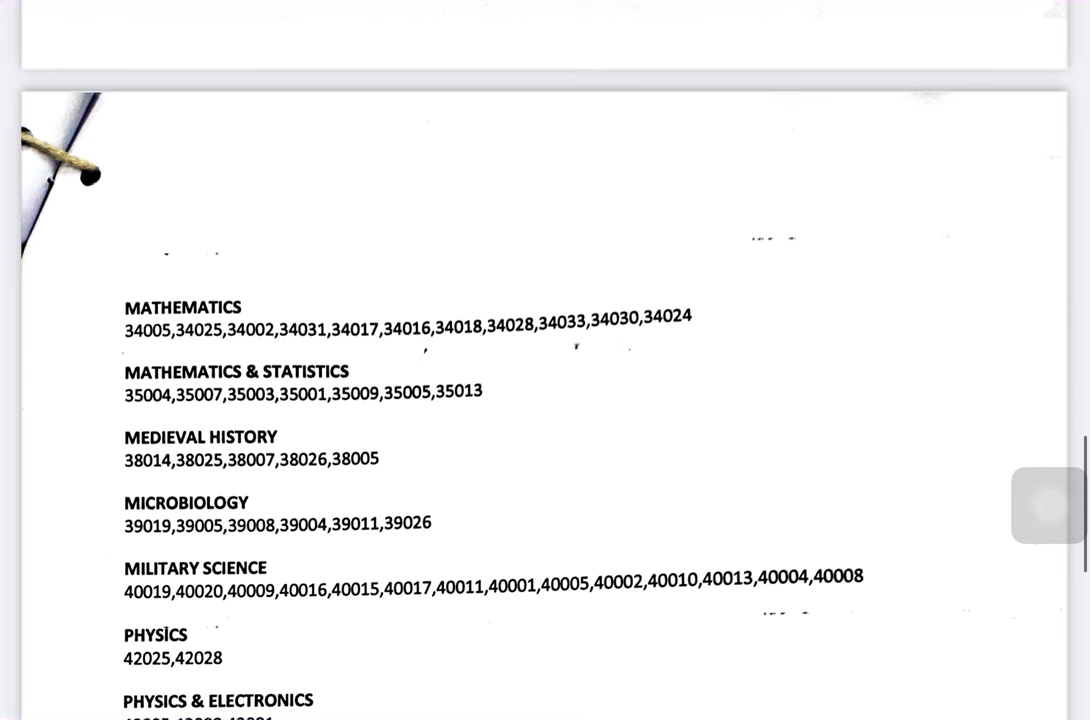 MATHEMATICS
34005,34025,34002,34031,34017,34016,34018,34028,34033,34030,34024
MATHEMATICS & STATISTICS
35004,35007,35003,35001,35009,35005,35013
MEDIEVAL HISTORY
38014,38025,38007,38026,38005
MICROBIOLOGY
39019,39005,39008,39004,39011,39026
MILITARY SCIENCE
40019,40020,40009,40016,40015,40017,40011,40001,40005,40002,40010,40013,40004,40008
PHYSICS
42025,42028
PHYSICS & ELECTRONICS